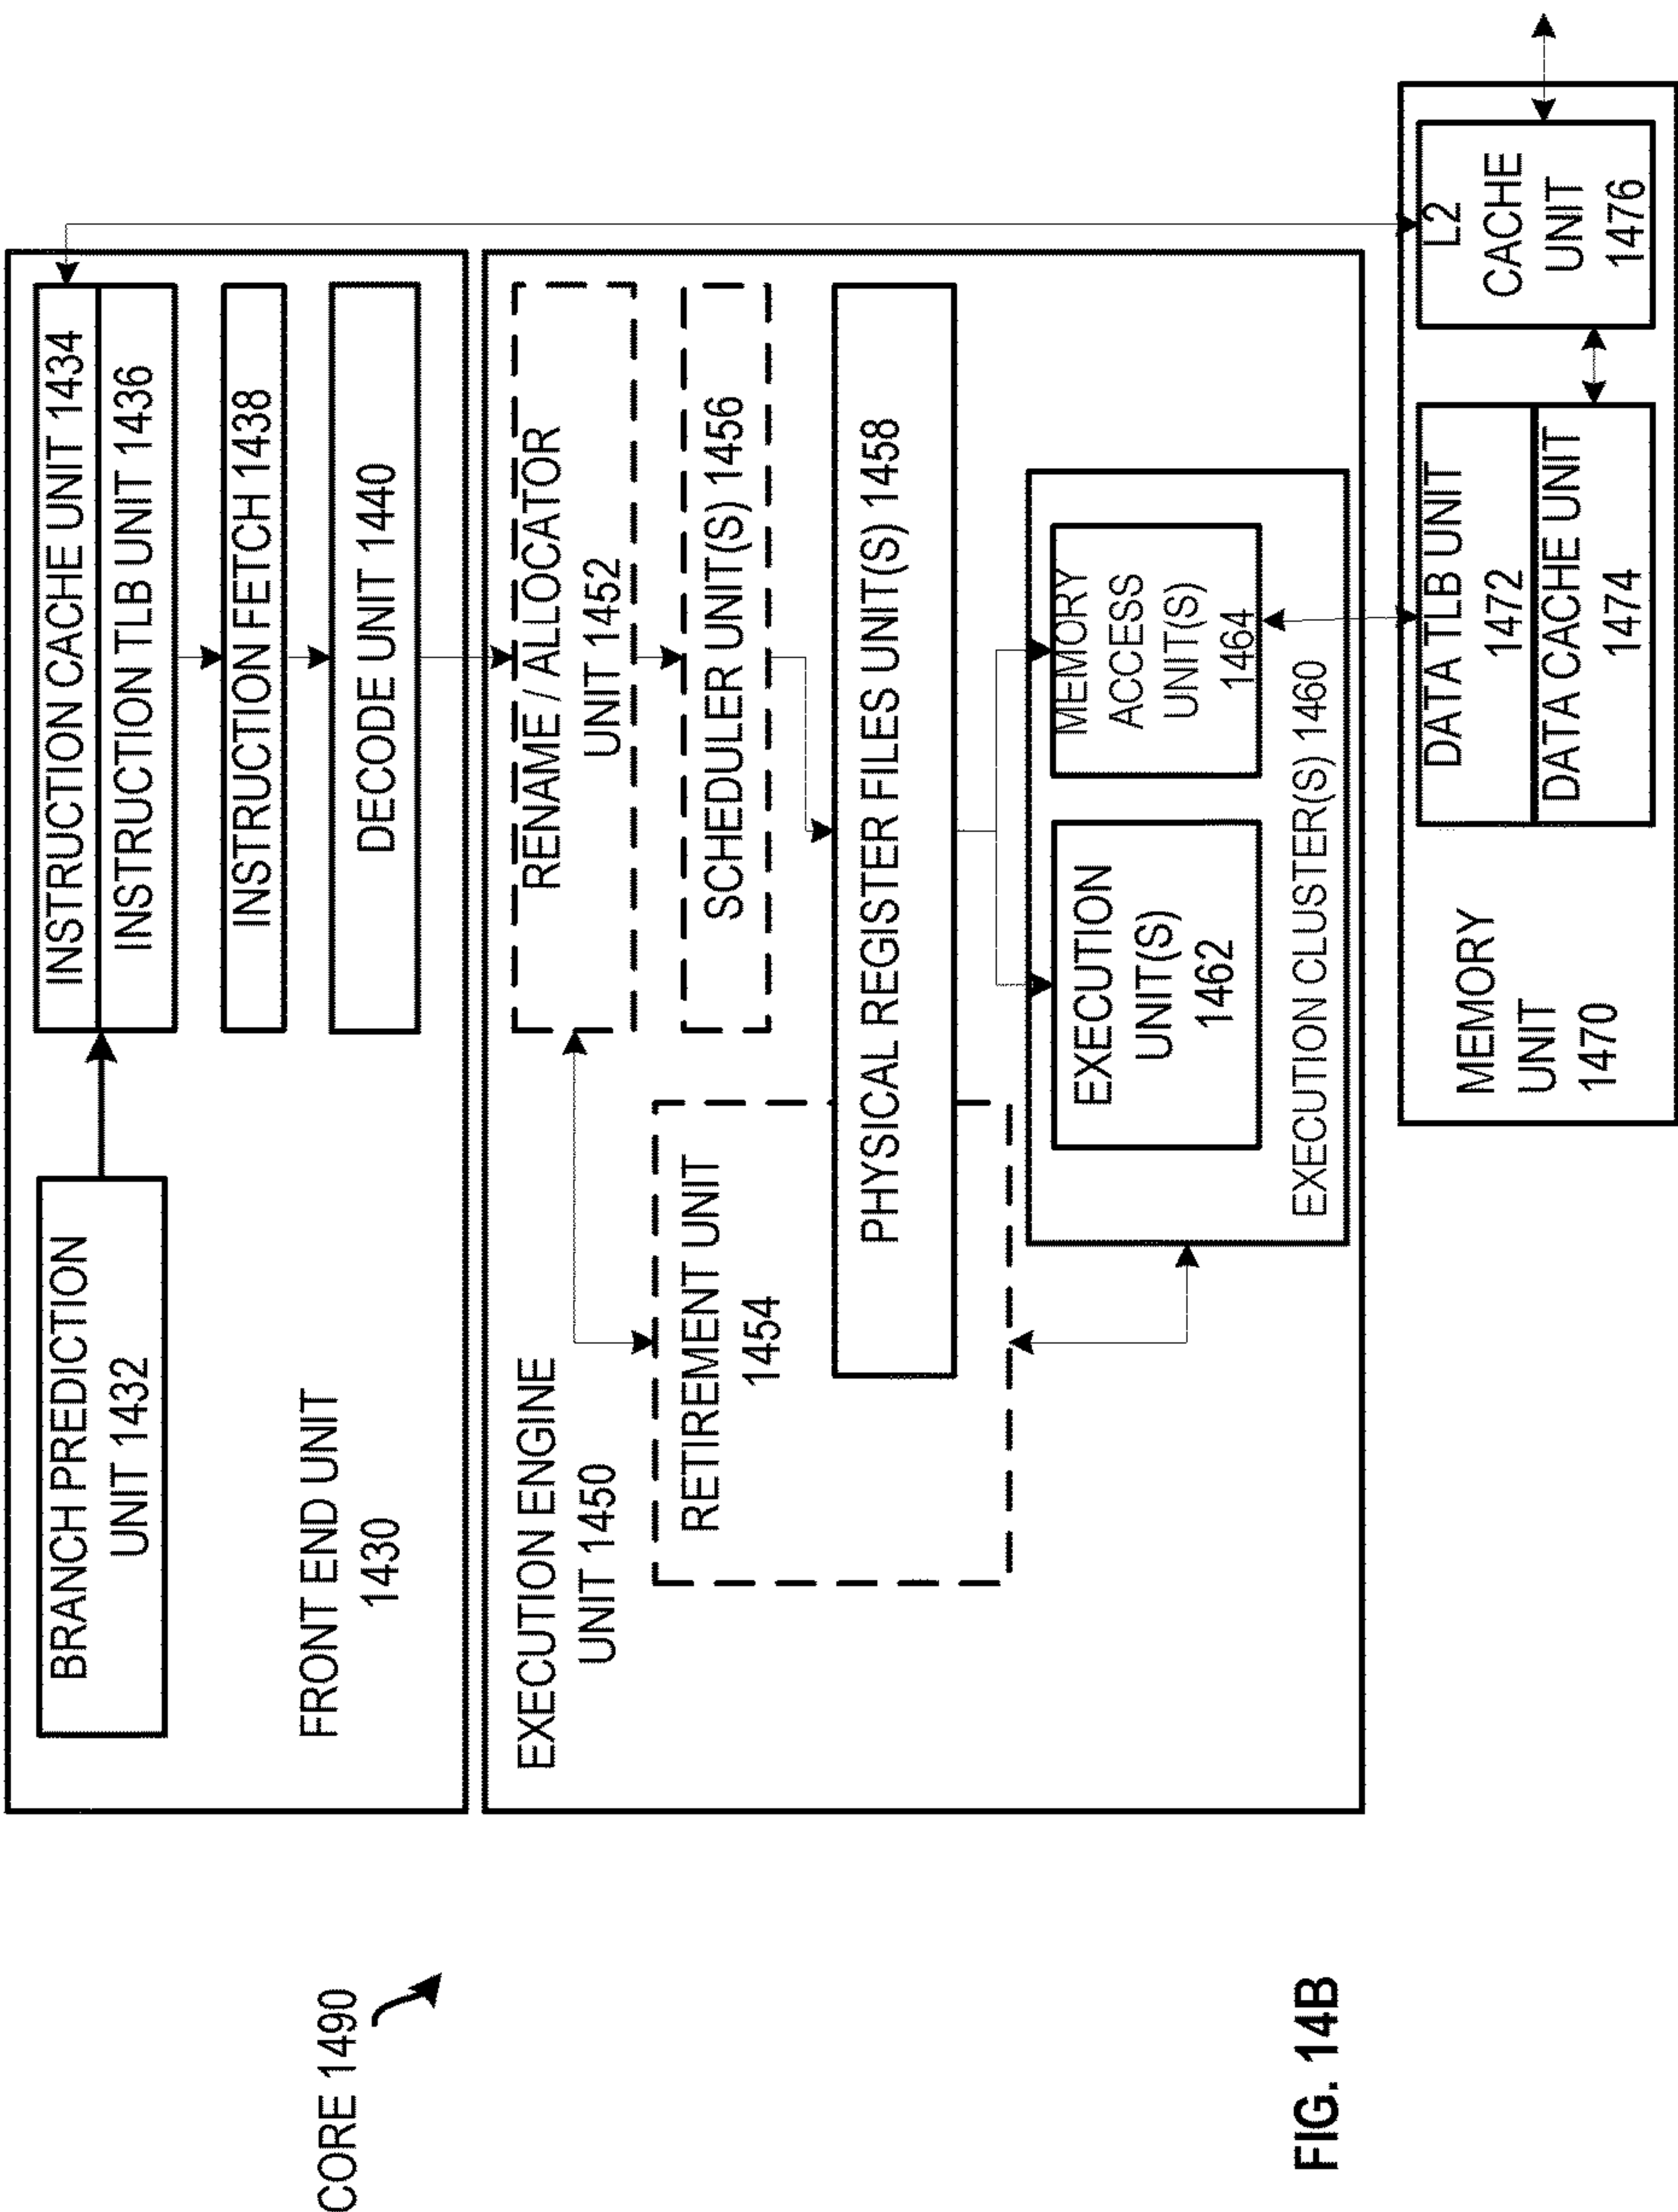 CORE 1490
BRANCH PREDICTION
UNIT 1432
INSTRUCTION CACHE UNIT 1434
INSTRUCTION TLB UNIT 1436
INSTRUCTION FETCH 1438
DECODE UNIT 1440
FRONT END UNIT
1430
EXECUTION ENGINE
UNIT 1450
RENAME / ALLOCATOR
UNIT 1452
RETIREMENT UNIT
1454
SCHEDULER UNIT(S) 1456
PHYSICAL REGISTER FILES UNIT(S) 1458
EXECUTION
UNIT(S)
1462
MEMORY
ACCESS
UNIT(S)
1464
EXECUTION CLUSTER(S) 1460
MEMORY
UNIT
1470
DATA TLB UNIT
1472
DATA CACHE UNIT
1474
L2
CACHE
UNIT
1476
FIG. 14B